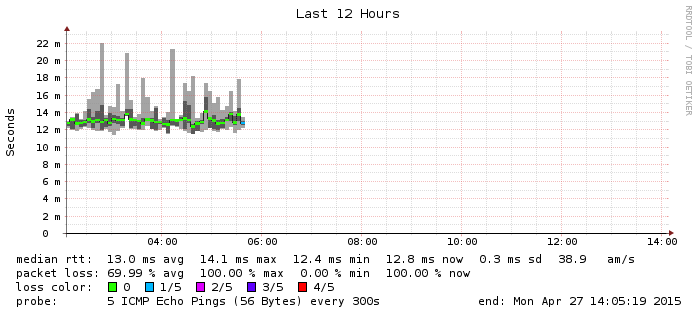 Last 12 Hours
RRDTOOL / TOBI OETIKER
Seconds
22 m
20 m
18 m
16 m
14 m
12 m
10 m
8 m
6 m
4 m
2 m
0
04:00 06:00 08:00 10:00 12:00 14:00
median rtt: 13.0 ms avg 14.1 ms max 12.4 ms min 12.8 ms now 0.3 ms sd 38.9 am/s
packet loss: 69.99 % avg 100.00 % max 0.00 % min 100.00 % now
loss color: 0 1/5 2/5 3/5 4/5
probe: 5 ICMP Echo Pings (56 Bytes) every 300s end: Mon Apr 27 14:05:19 2015